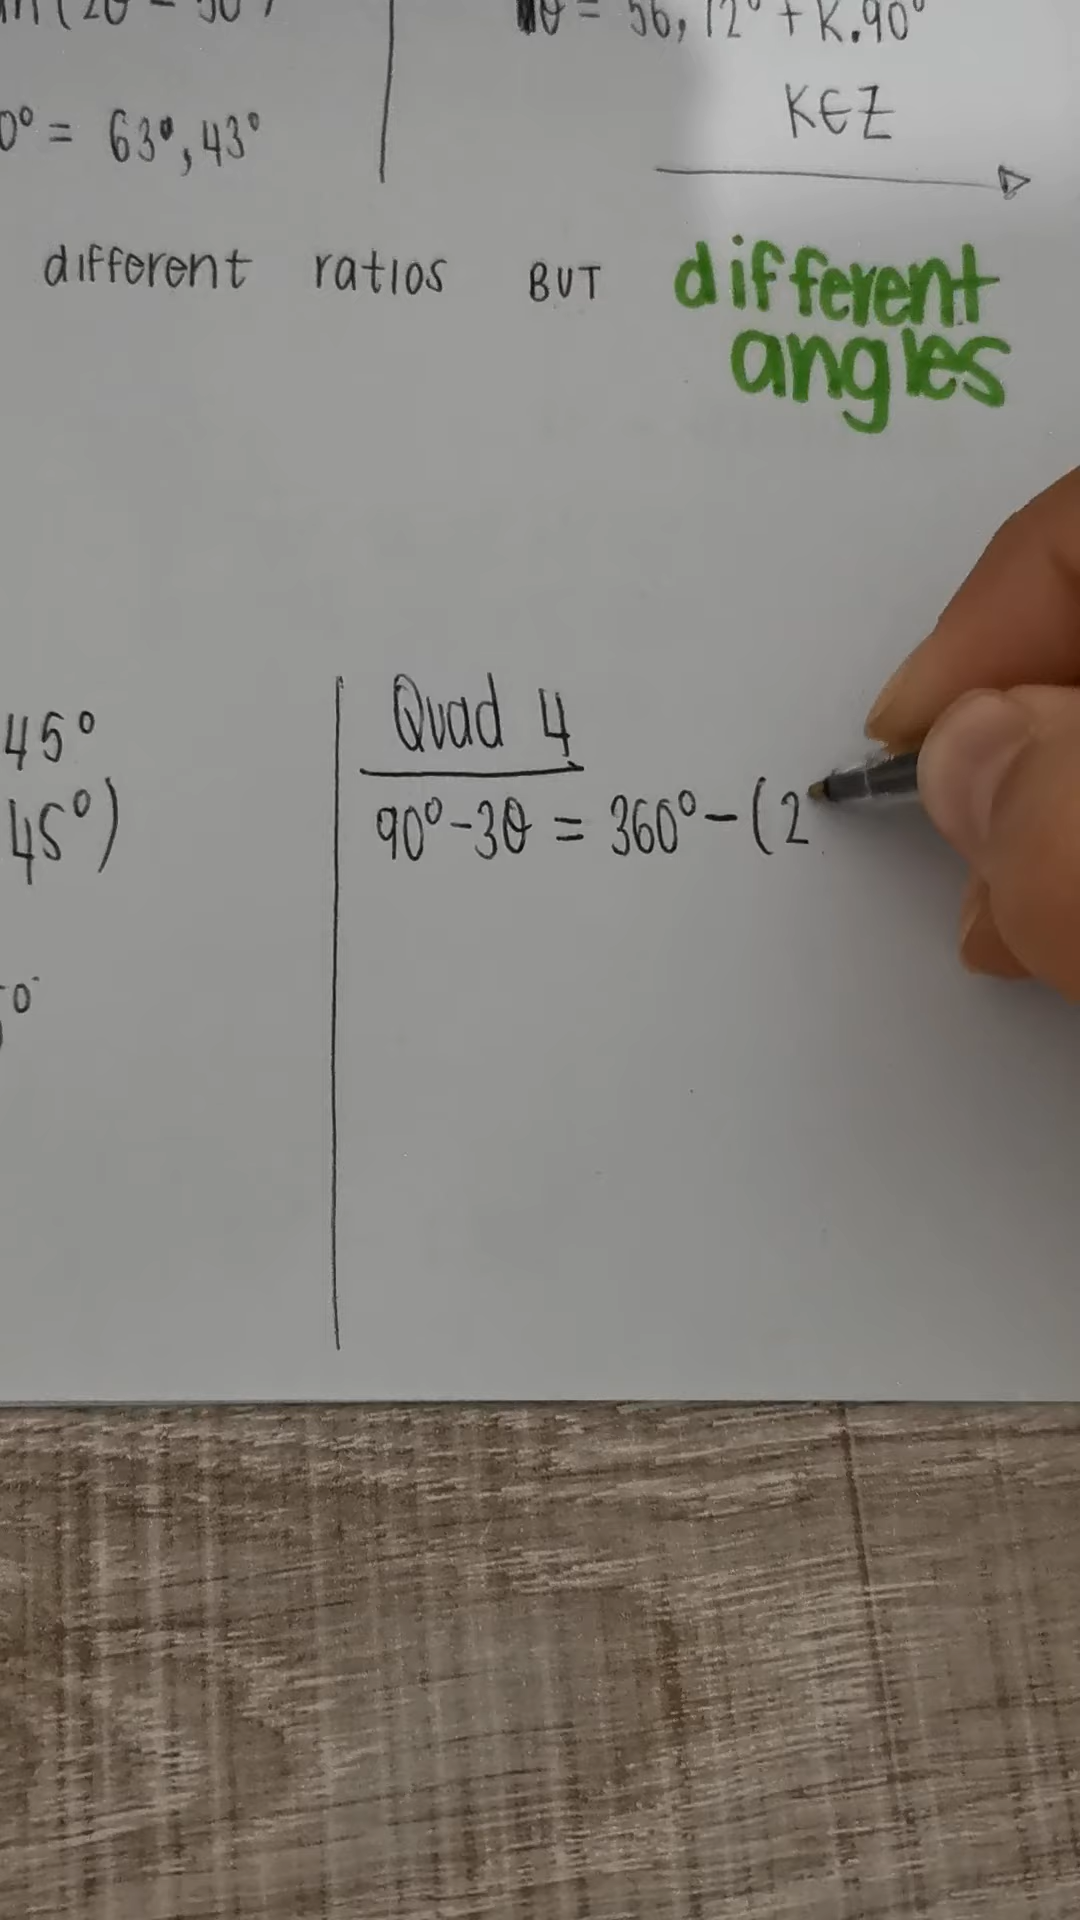 θ = 56,12° + K.90°
0° = 63°,43°
K∈Z
different ratios BUT different
angles
Quad 4
45°
45°)
90° - 3θ = 360° - (2